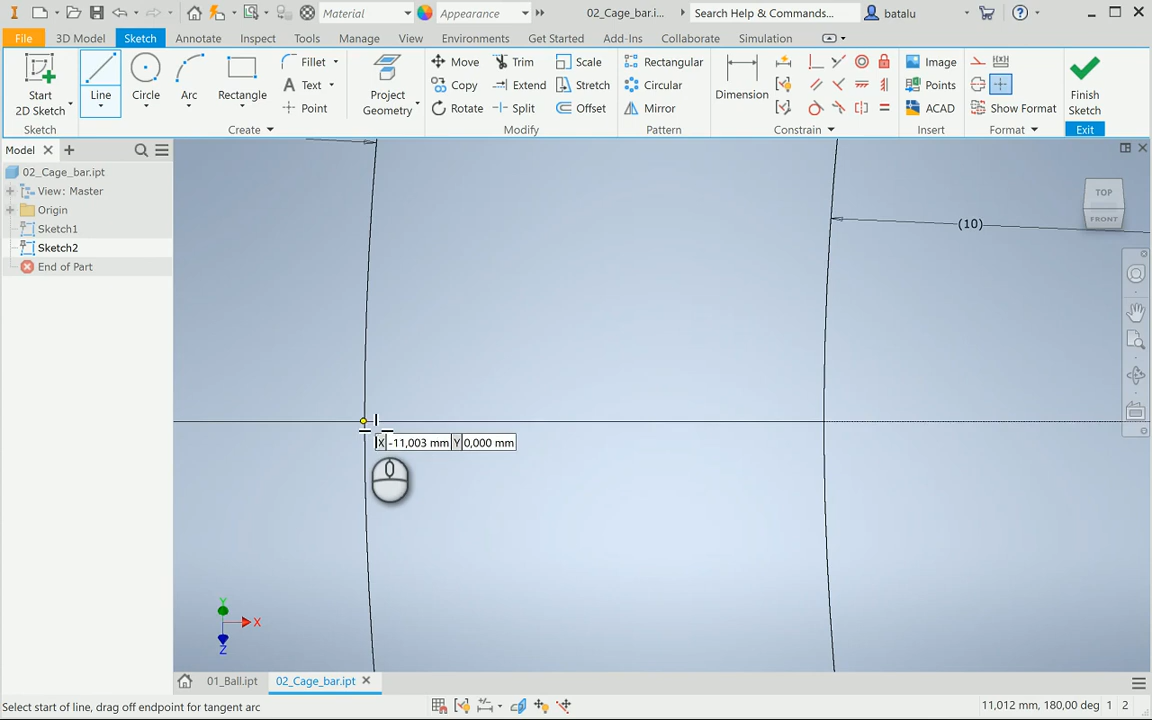 Material
Appearance
02_Cage_bar.i...
Search Help & Commands...
batalu
File
3D Model
Sketch
Annotate
Inspect
Tools
Manage
View
Environments
Get Started
Add-Ins
Collaborate
Simulation
Start
2D Sketch
Line
Circle
Arc
Rectangle
Fillet
Text
Point
Project
Geometry
Move
Copy
Rotate
Trim
Extend
Split
Scale
Stretch
Offset
Rectangular
Circular
Mirror
Dimension
Image
Points
ACAD
Show Format
Finish
Sketch
Sketch
Create
Modify
Pattern
Constrain
Insert
Format
Exit
Model
02_Cage_bar.ipt
View: Master
Origin
Sketch1
Sketch2
End of Part
TOP
FRONT
(10)
X -11,003 mm Y 0,000 mm
Y
X
Z
01_Ball.ipt
02_Cage_bar.ipt
Select start of line, drag off endpoint for tangent arc
11,012 mm, 180,00 deg 1 2